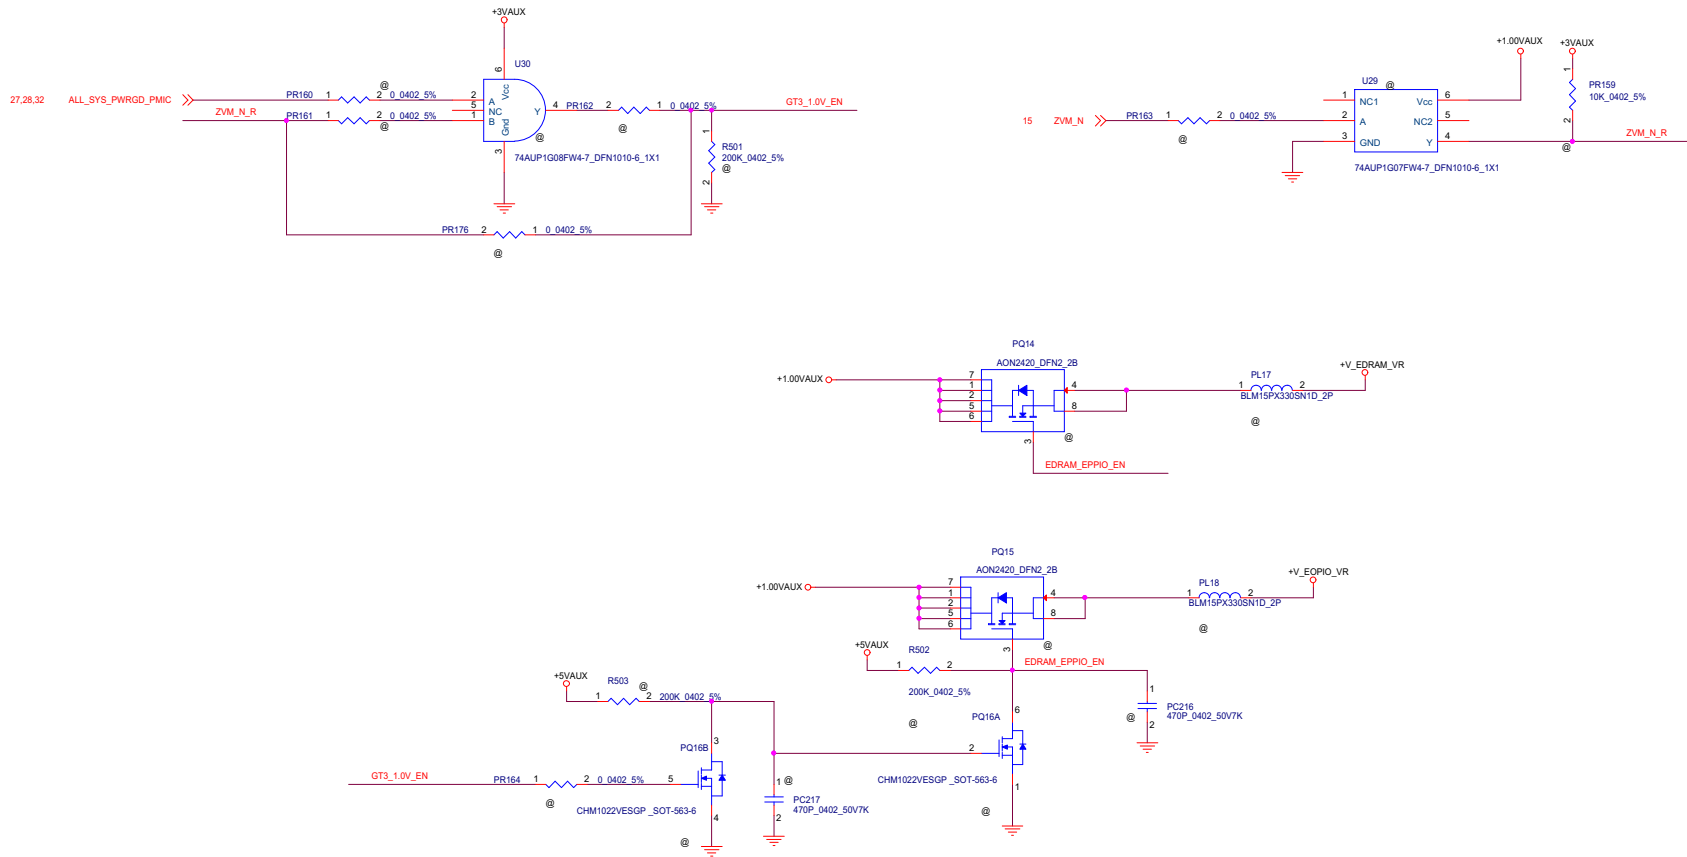 +3VAUX
U30
27,28,32 ALL_SYS_PWRGD_PMIC PR160 1 2 0_0402_5% @ 2 A Vcc 6
ZVM_N_R PR161 1 2 0_0402_5% @ 1 B NC 5 Gnd 3 Y 4 @
PR162 2 1 0_0402_5% @ GT3_1.0V_EN
74AUP1G08FW4-7_DFN1010-6_1X1
1 R501
200K_0402_5%
2 @
PR176 2 1 0_0402_5%
@
+1.00VAUX
+3VAUX
U29
@
1 PR159
10K_0402_5%
2
@
1 NC1 Vcc 6
15 ZVM_N PR163 1 2 0_0402_5% 2 A NC2 5
@
3 GND Y 4 ZVM_N_R
74AUP1G07FW4-7_DFN1010-6_1X1
PQ14
AON2420_DFN2_2B
+V_EDRAM_VR
+1.00VAUX
7
1
2
5
6
4
8
3
@
PL17
1 2
BLM15PX330SN1D_2P
@
EDRAM_EPPIO_EN
PQ15
AON2420_DFN2_2B
+V_EOPIO_VR
+1.00VAUX
7
1
2
5
6
4
8
3
@
PL18
1 2
BLM15PX330SN1D_2P
@
+5VAUX
R502
1 2
200K_0402_5%
@
EDRAM_EPPIO_EN
1
PC216
470P_0402_50V7K
@ 2
+5VAUX
R503
@
1 2 200K_0402_5%
PQ16A
6
2
1
CHM1022VESGP_SOT-563-6
@
PQ16B
3
GT3_1.0V_EN PR164 1 2 0_0402_5% 5
@
4
CHM1022VESGP_SOT-563-6
@
1 @
PC217
470P_0402_50V7K
2